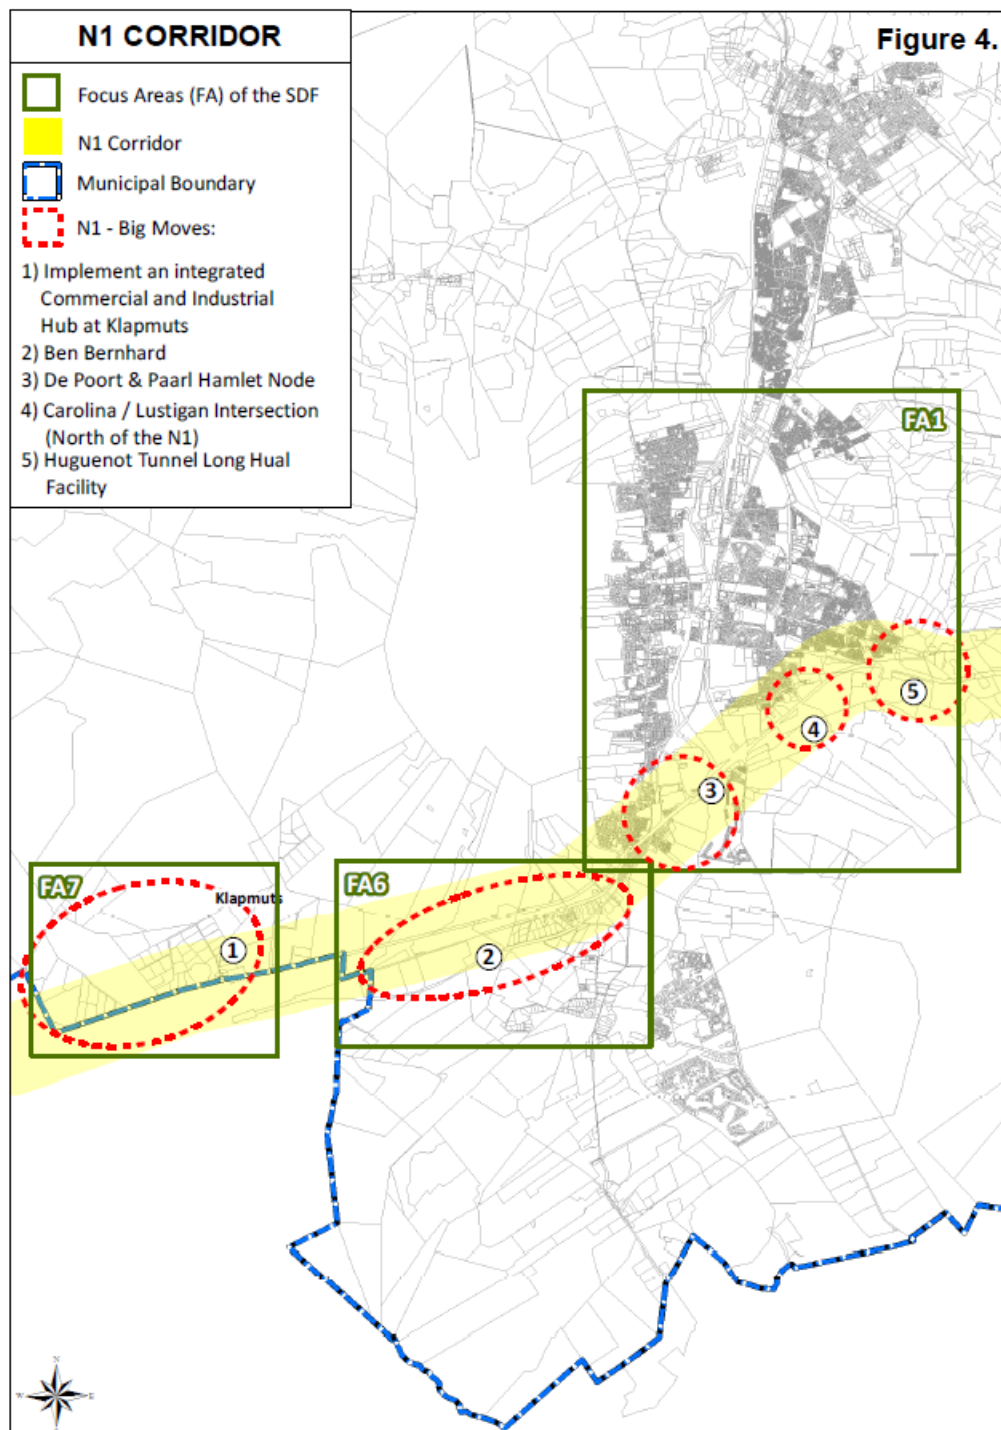 N1 CORRIDOR
Figure 4.
Focus Areas (FA) of the SDF
N1 Corridor
Municipal Boundary
N1 - Big Moves:
1) Implement an integrated
Commercial and Industrial
Hub at Klapmuts
2) Ben Bernhard
3) De Poort & Paarl Hamlet Node
4) Carolina / Lustigan Intersection
(North of the N1)
5) Huguenot Tunnel Long Hual
Facility
FA1
5
4
3
FA7
Klapmuts
1
FA6
2
N
W
E
S